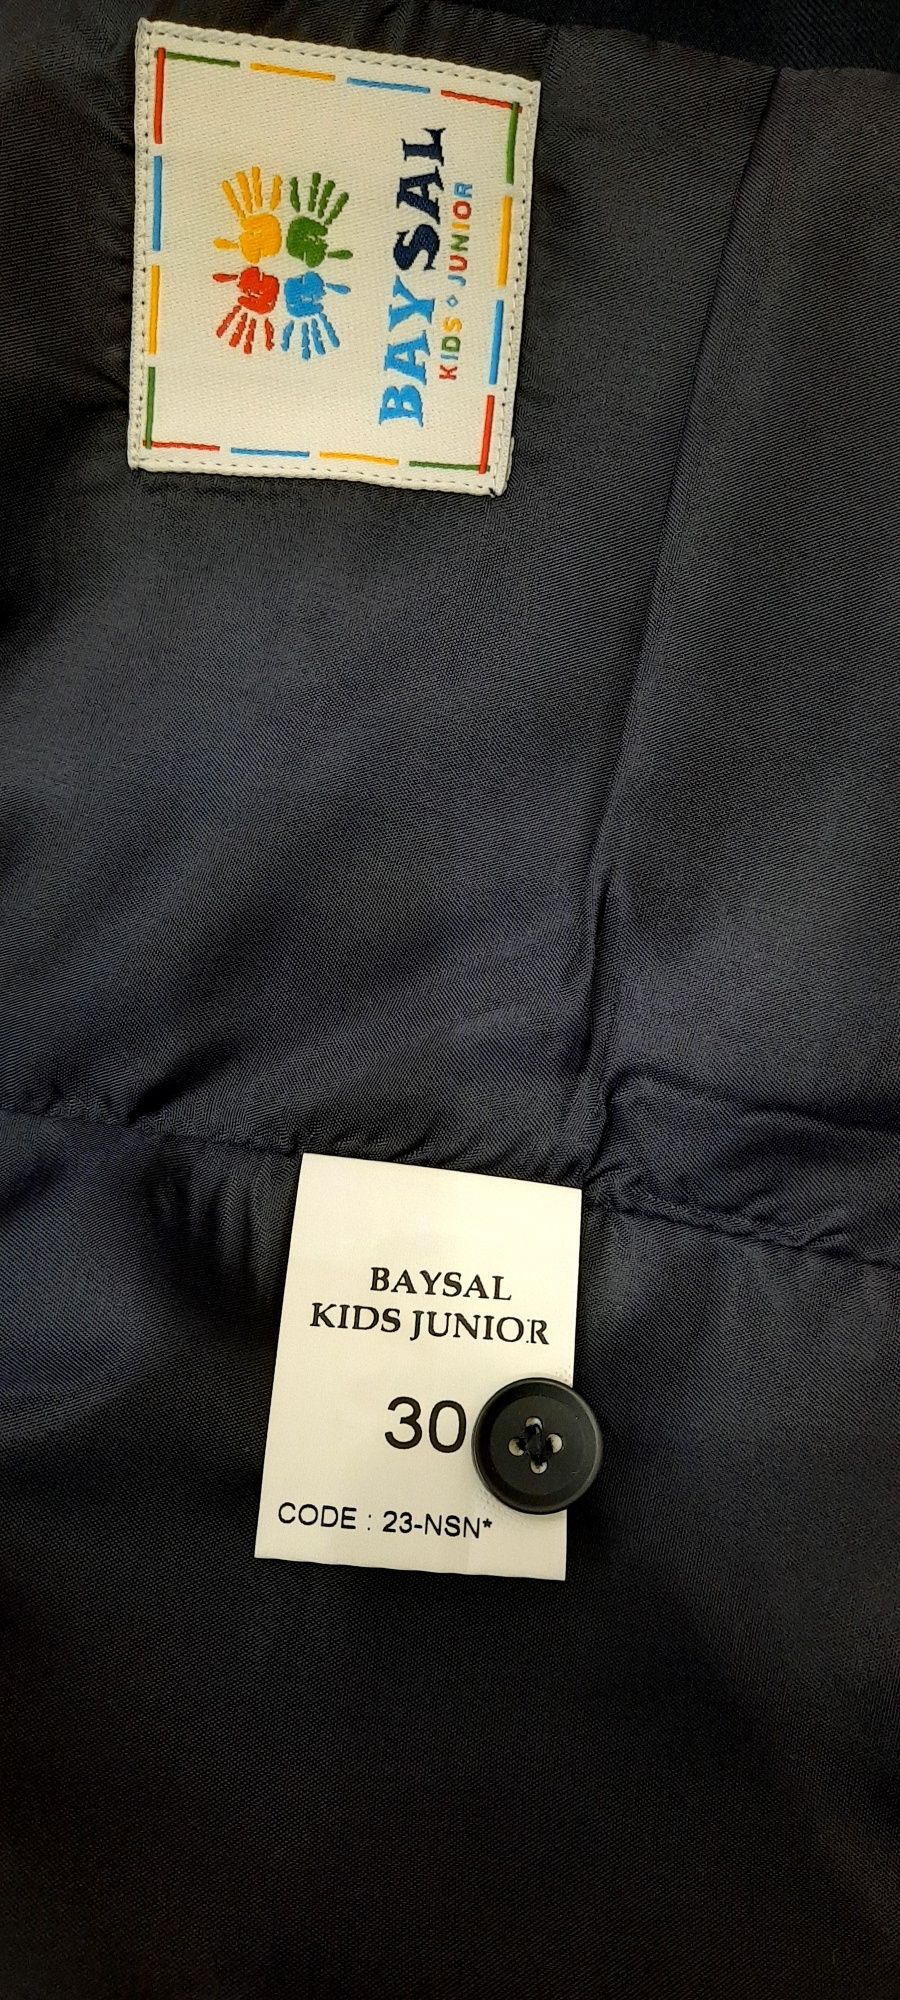 BAYSAL
KIDS ◇ JUNIOR
BAYSAL
KIDS JUNIOR
30
CODE : 23-NSN*